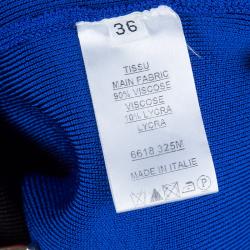 36
TISSU
MAIN FABRIC
90% VISCOSE
VISCOSE
10% LYCRA
LYCRA
6618,325M
MADE IN ITALIE
P